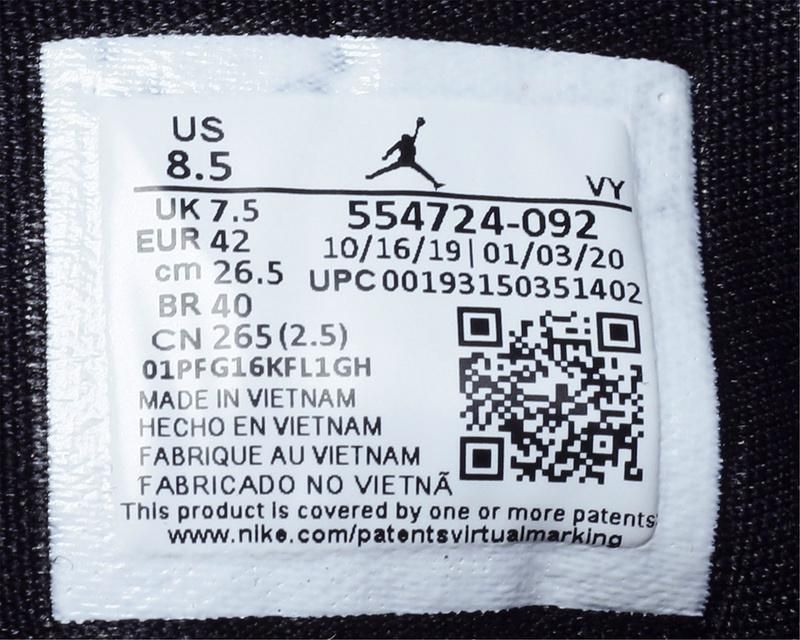 US
8.5
VY
UK 7.5
EUR 42
cm 26.5
BR 40
CN 265 (2.5)
554724-092
10/16/19 | 01/03/20
UPC 00193150351402
01PFG16KFL1GH
MADE IN VIETNAM
HECHO EN VIETNAM
FABRIQUE AU VIETNAM
FABRICADO NO VIETNÃ
This product is covered by one or more patents
www.nike.com/patentsvirtualmarking